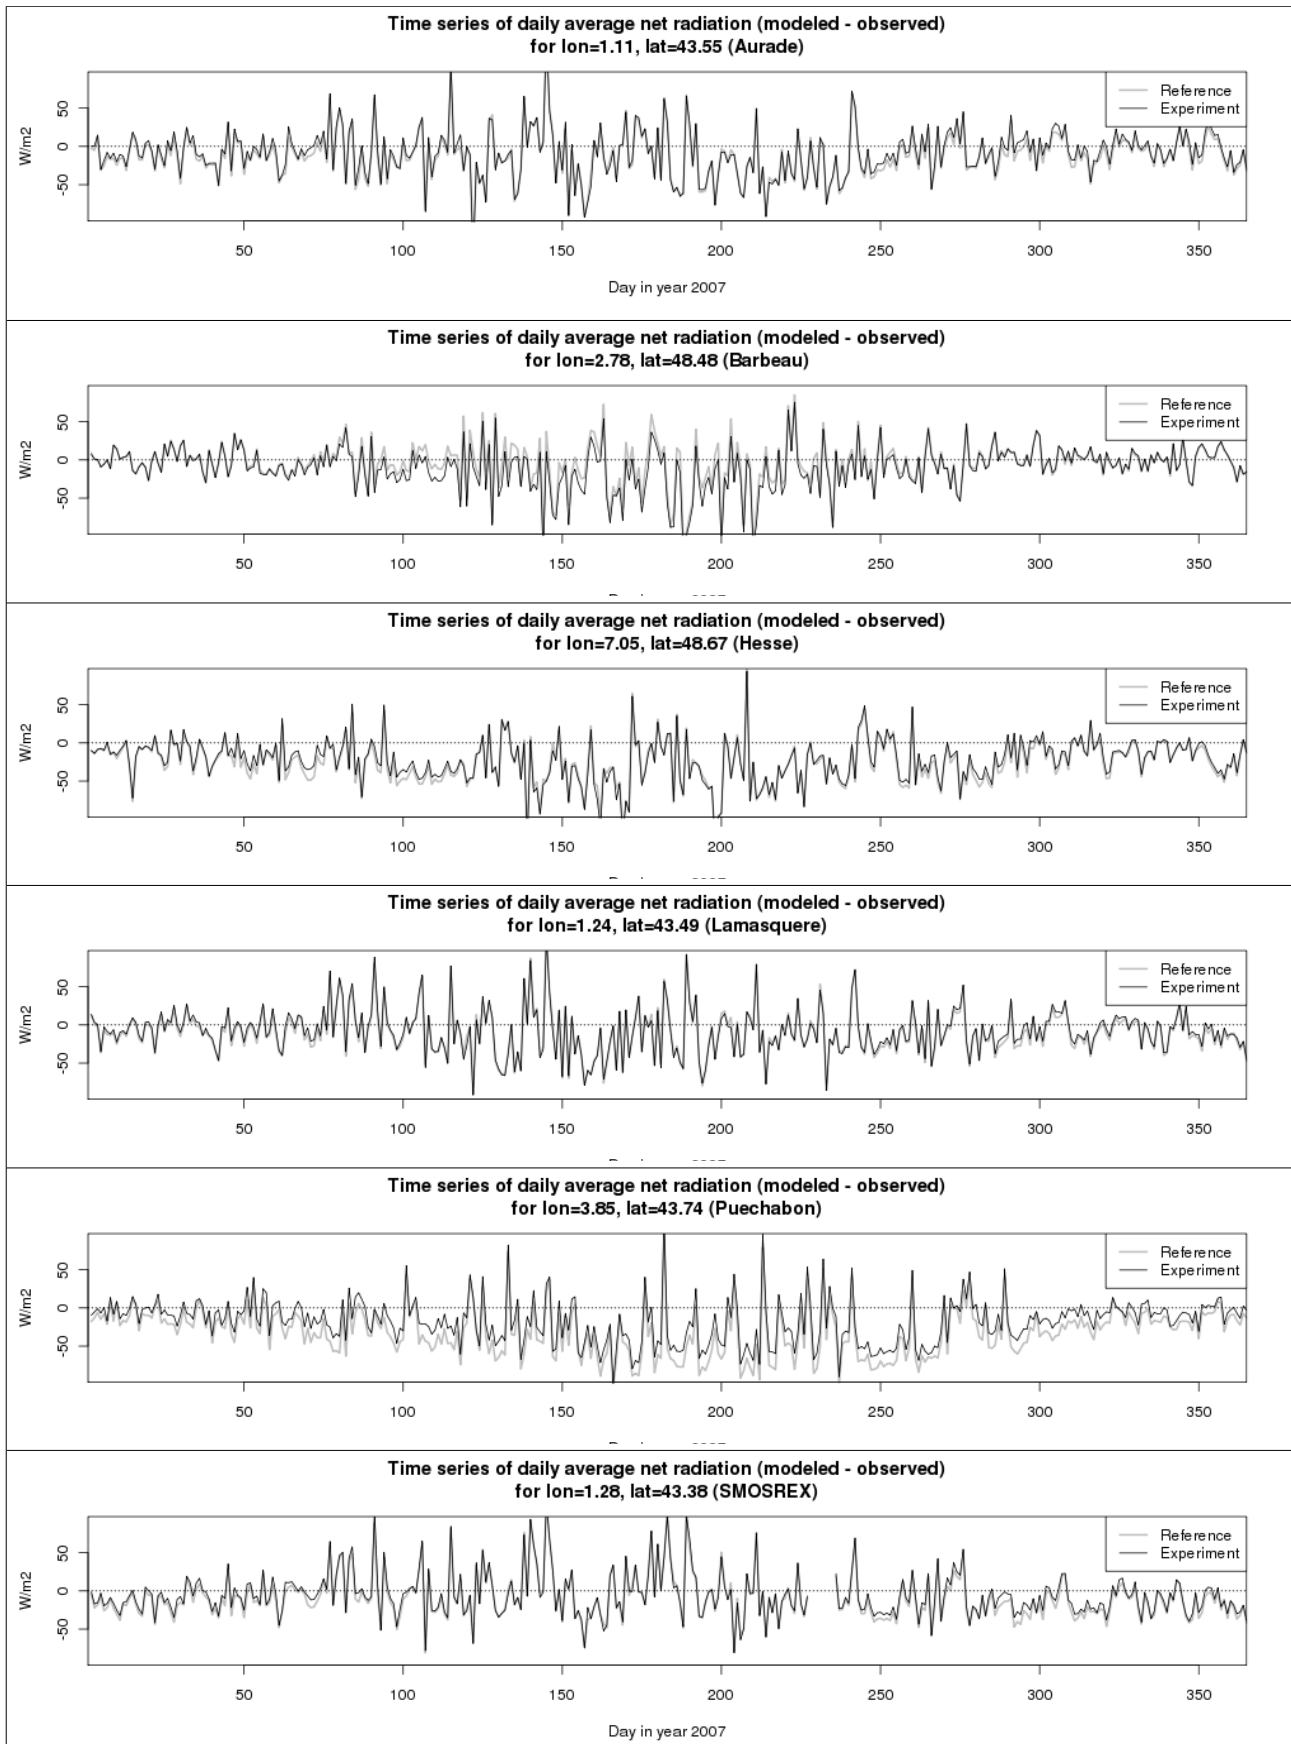 Time series of daily average net radiation (modeled - observed)
for lon=1.11, lat=43.55 (Aurade)
Reference
Experiment
W/m2
50
0
-50
50 100 150 200 250 300 350
Day in year 2007
Time series of daily average net radiation (modeled - observed)
for lon=2.78, lat=48.48 (Barbeau)
Reference
Experiment
W/m2
50
0
-50
50 100 150 200 250 300 350
Time series of daily average net radiation (modeled - observed)
for lon=7.05, lat=48.67 (Hesse)
Reference
Experiment
W/m2
50
0
-50
50 100 150 200 250 300 350
Time series of daily average net radiation (modeled - observed)
for lon=1.24, lat=43.49 (Lamasquere)
Reference
Experiment
W/m2
50
0
-50
50 100 150 200 250 300 350
Time series of daily average net radiation (modeled - observed)
for lon=3.85, lat=43.74 (Puechabon)
Reference
Experiment
W/m2
50
0
-50
50 100 150 200 250 300 350
Time series of daily average net radiation (modeled - observed)
for lon=1.28, lat=43.38 (SMOSREX)
Reference
Experiment
W/m2
50
0
-50
50 100 150 200 250 300 350
Day in year 2007